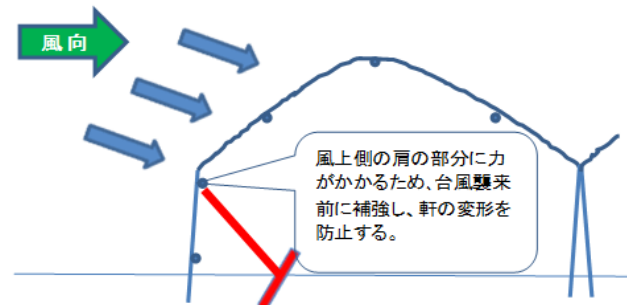 風向
風上側の肩の部分に力
がかかるため、台風襲来
前に補強し、軒の変形を
防止する。